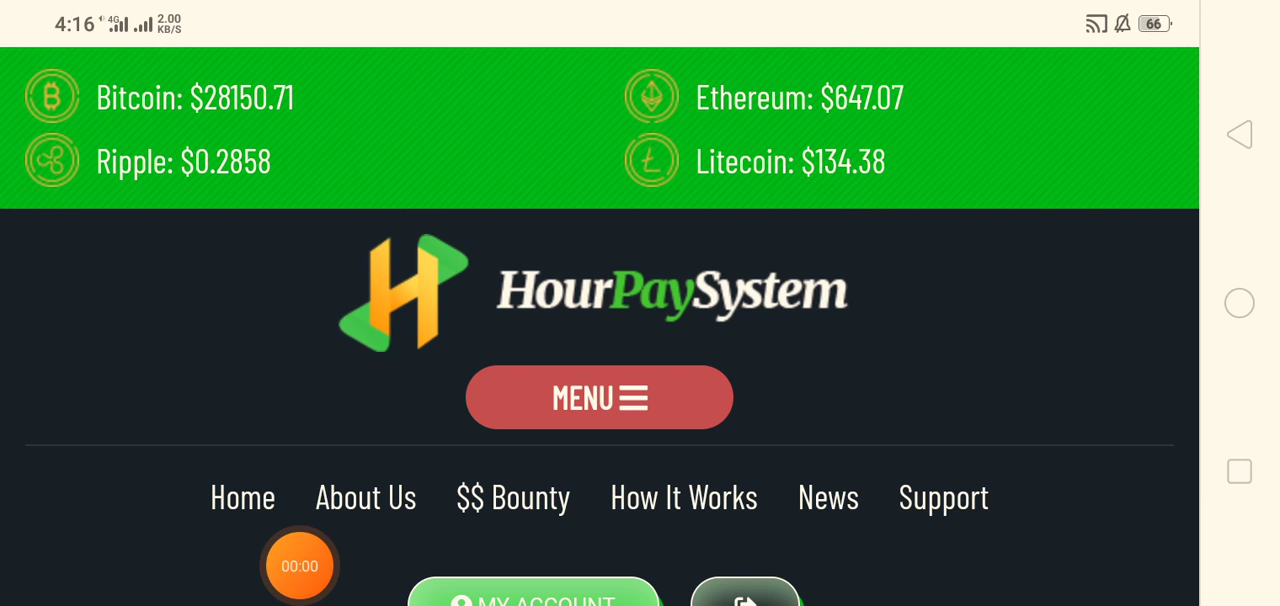 4:16 4G 2.00 KB/S 66
Bitcoin: $28150.71 Ethereum: $647.07
Ripple: $0.2858 Litecoin: $134.38
HourPaySystem
MENU
Home About Us $$ Bounty How It Works News Support
00:00
MY ACCOUNT